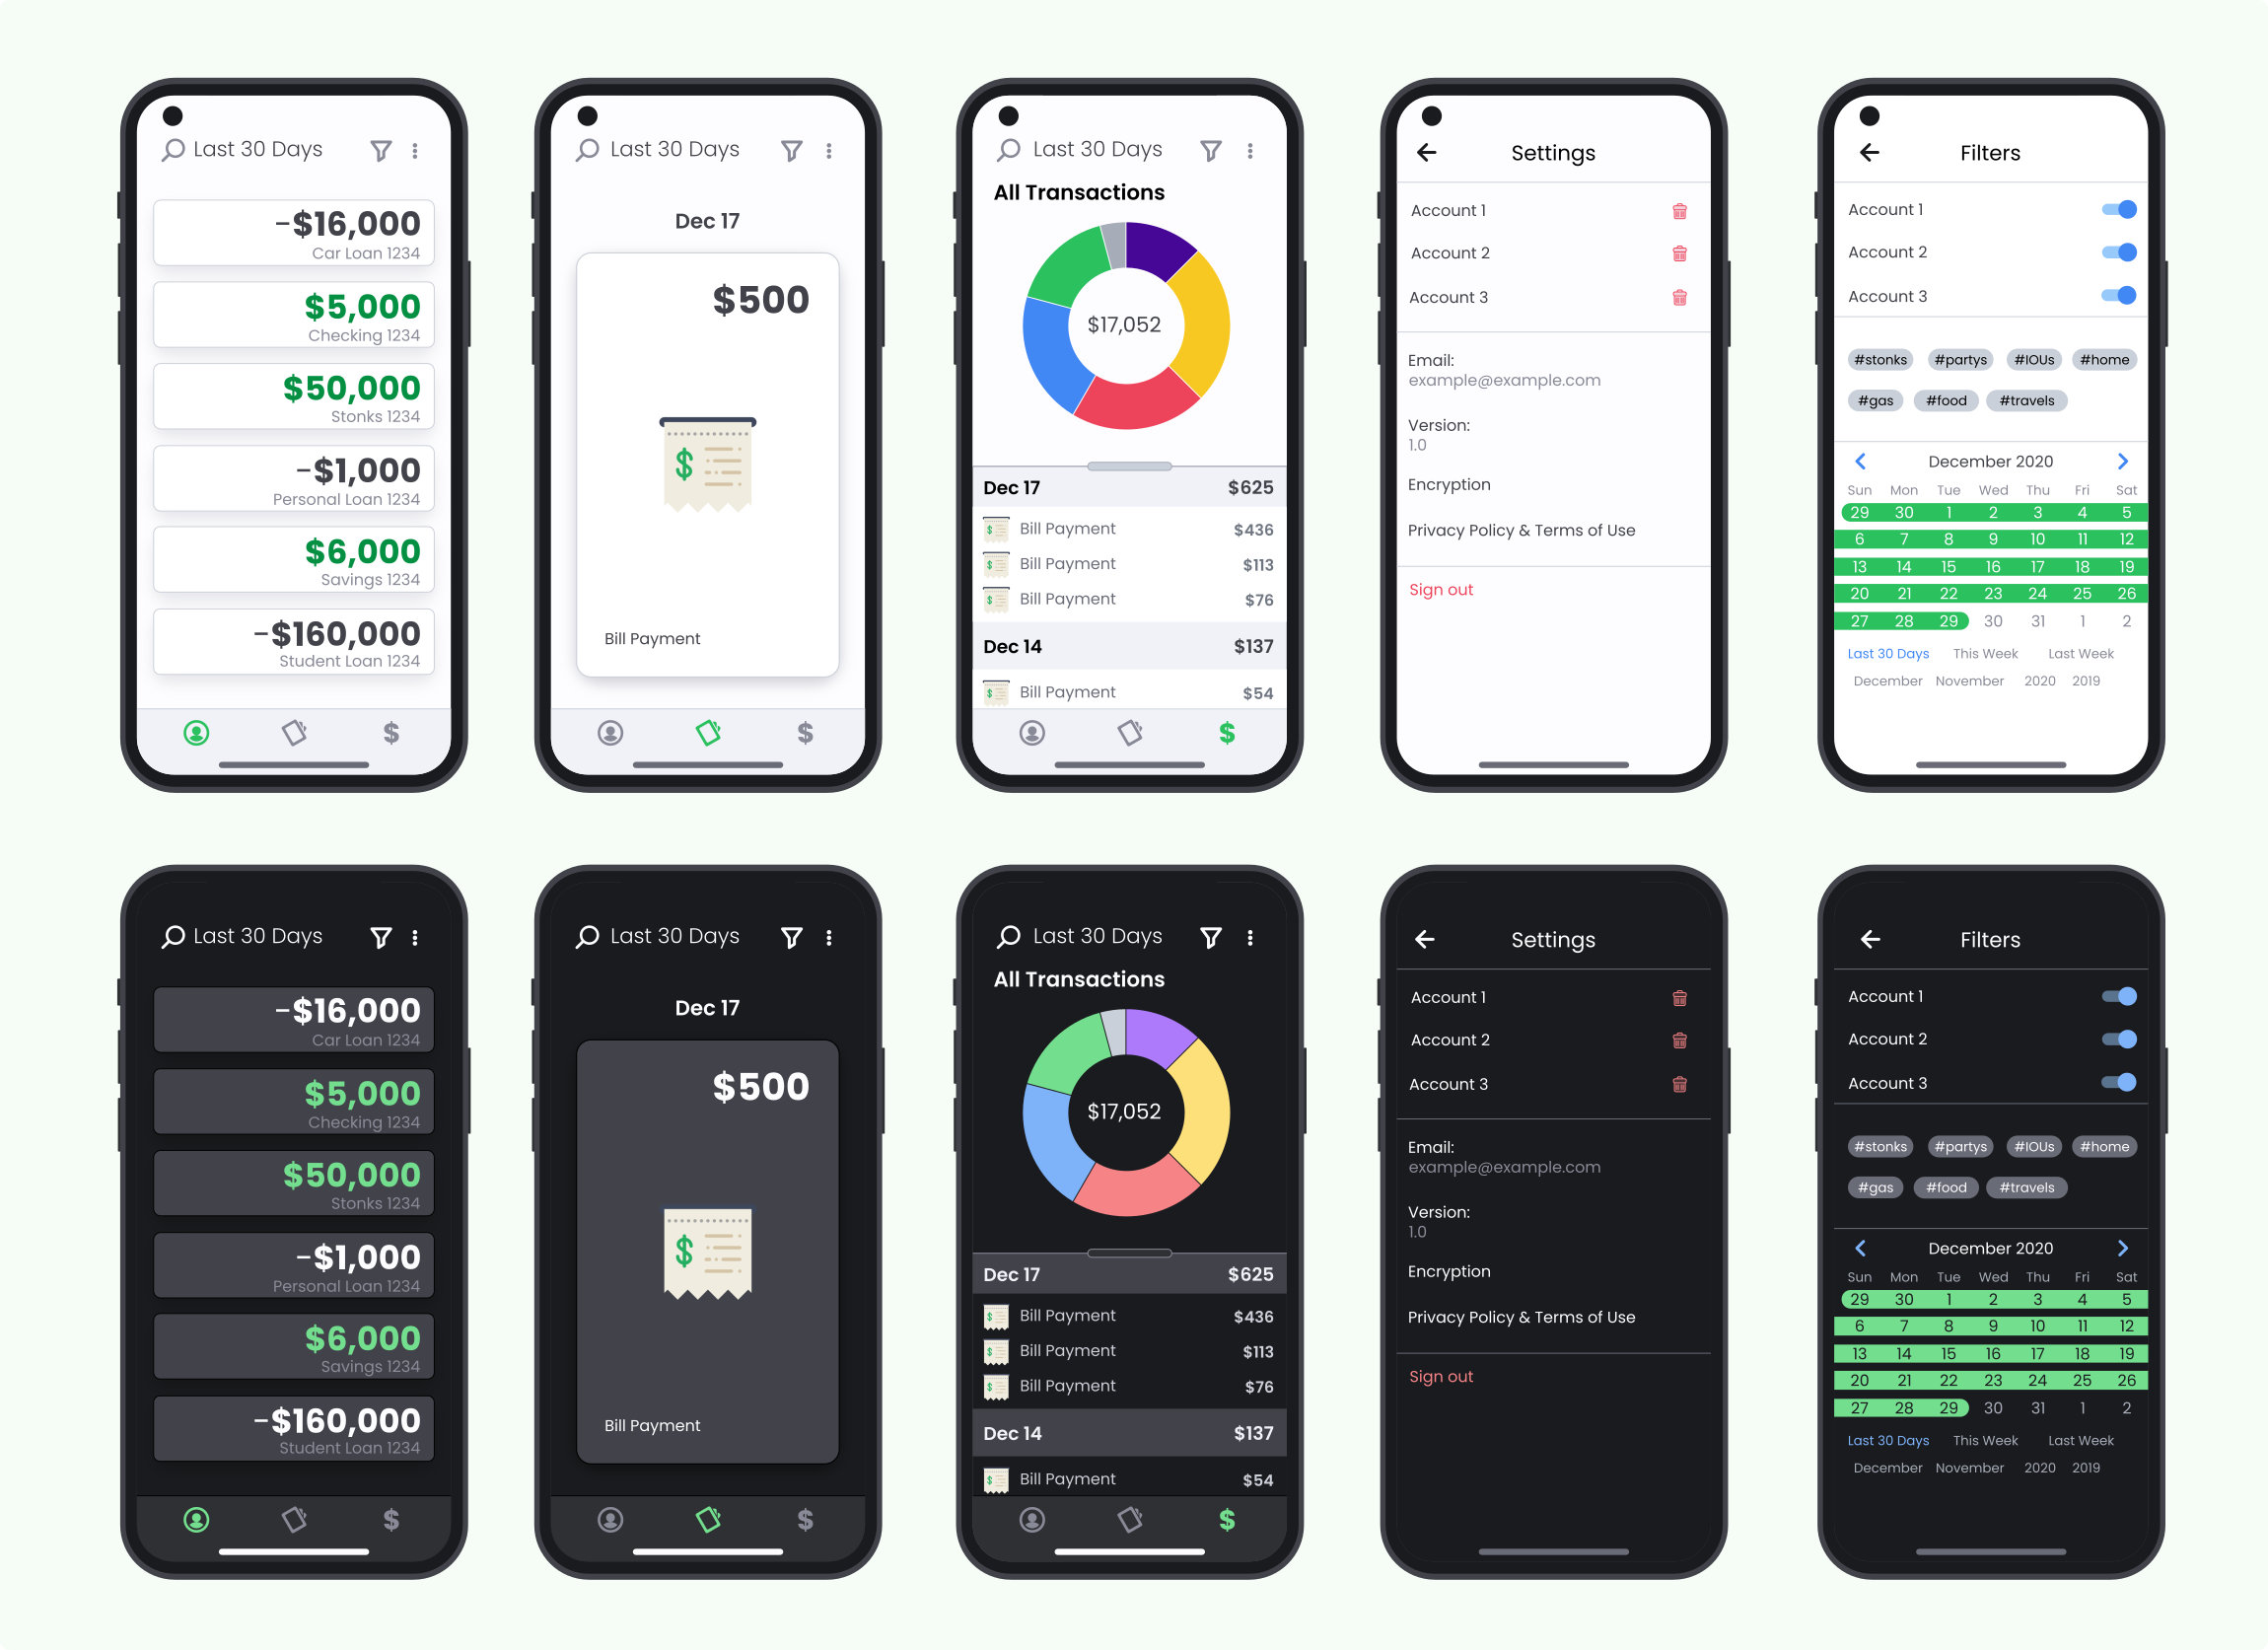 Last 30 Days
-$16,000
Car Loan 1234
$5,000
Checking 1234
$50,000
Stonks 1234
-$1,000
Personal Loan 1234
$6,000
Savings 1234
-$160,000
Student Loan 1234
$
Last 30 Days
Dec 17
$500
$
Bill Payment
$
Last 30 Days
All Transactions
$17,052
Dec 17 $625
Bill Payment $436
Bill Payment $113
Bill Payment $76
Dec 14 $137
Bill Payment $54
$
Settings
Account 1
Account 2
Account 3
Email:
example@example.com
Version:
1.0
Encryption
Privacy Policy & Terms of Use
Sign out
Filters
Account 1
Account 2
Account 3
#stonks #partys #IOUs #home
#gas #food #travels
December 2020
Sun Mon Tue Wed Thu Fri Sat
29 30 1 2 3 4 5
6 7 8 9 10 11 12
13 14 15 16 17 18 19
20 21 22 23 24 25 26
27 28 29 30 31 1 2
Last 30 Days This Week Last Week
December November 2020 2019
Last 30 Days
-$16,000
Car Loan 1234
$5,000
Checking 1234
$50,000
Stonks 1234
-$1,000
Personal Loan 1234
$6,000
Savings 1234
-$160,000
Student Loan 1234
$
Last 30 Days
Dec 17
$500
$
Bill Payment
$
Last 30 Days
All Transactions
$17,052
Dec 17 $625
Bill Payment $436
Bill Payment $113
Bill Payment $76
Dec 14 $137
Bill Payment $54
$
Settings
Account 1
Account 2
Account 3
Email:
example@example.com
Version:
1.0
Encryption
Privacy Policy & Terms of Use
Sign out
Filters
Account 1
Account 2
Account 3
#stonks #partys #IOUs #home
#gas #food #travels
December 2020
Sun Mon Tue Wed Thu Fri Sat
29 30 1 2 3 4 5
6 7 8 9 10 11 12
13 14 15 16 17 18 19
20 21 22 23 24 25 26
27 28 29 30 31 1 2
Last 30 Days This Week Last Week
December November 2020 2019